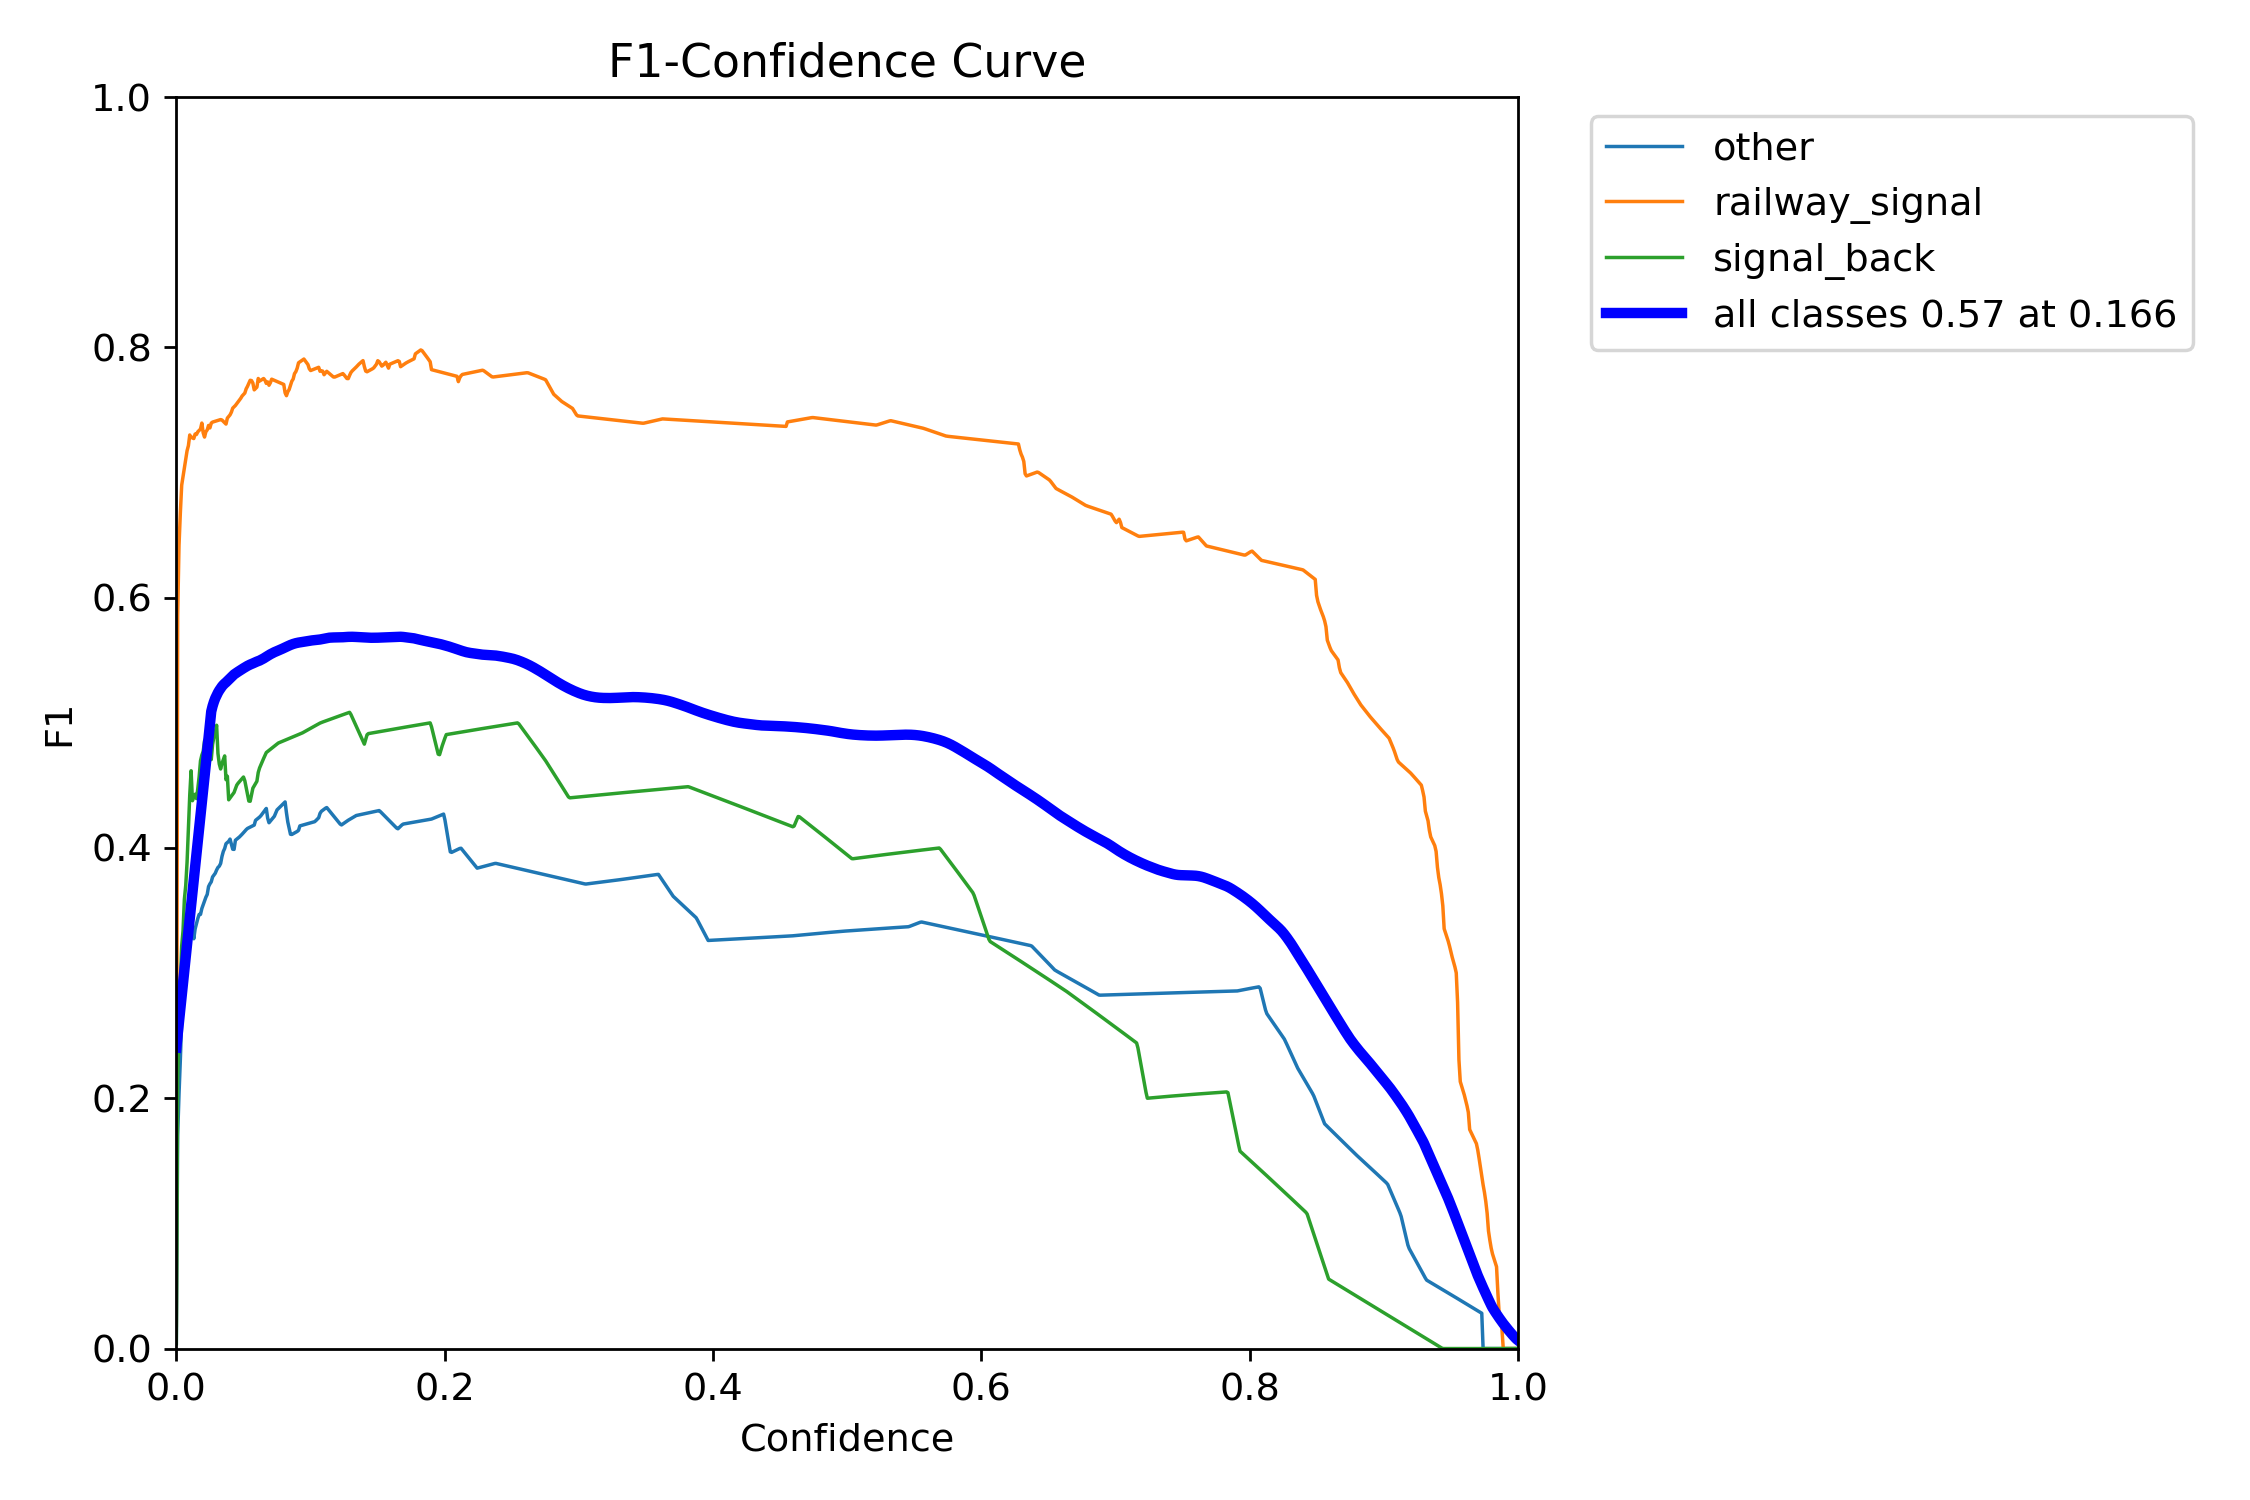 F1-Confidence Curve
1.0
0.8
0.6
0.4
0.2
0.0
F1
0.0 0.2 0.4 0.6 0.8 1.0
Confidence
other
railway_signal
signal_back
all classes 0.57 at 0.166